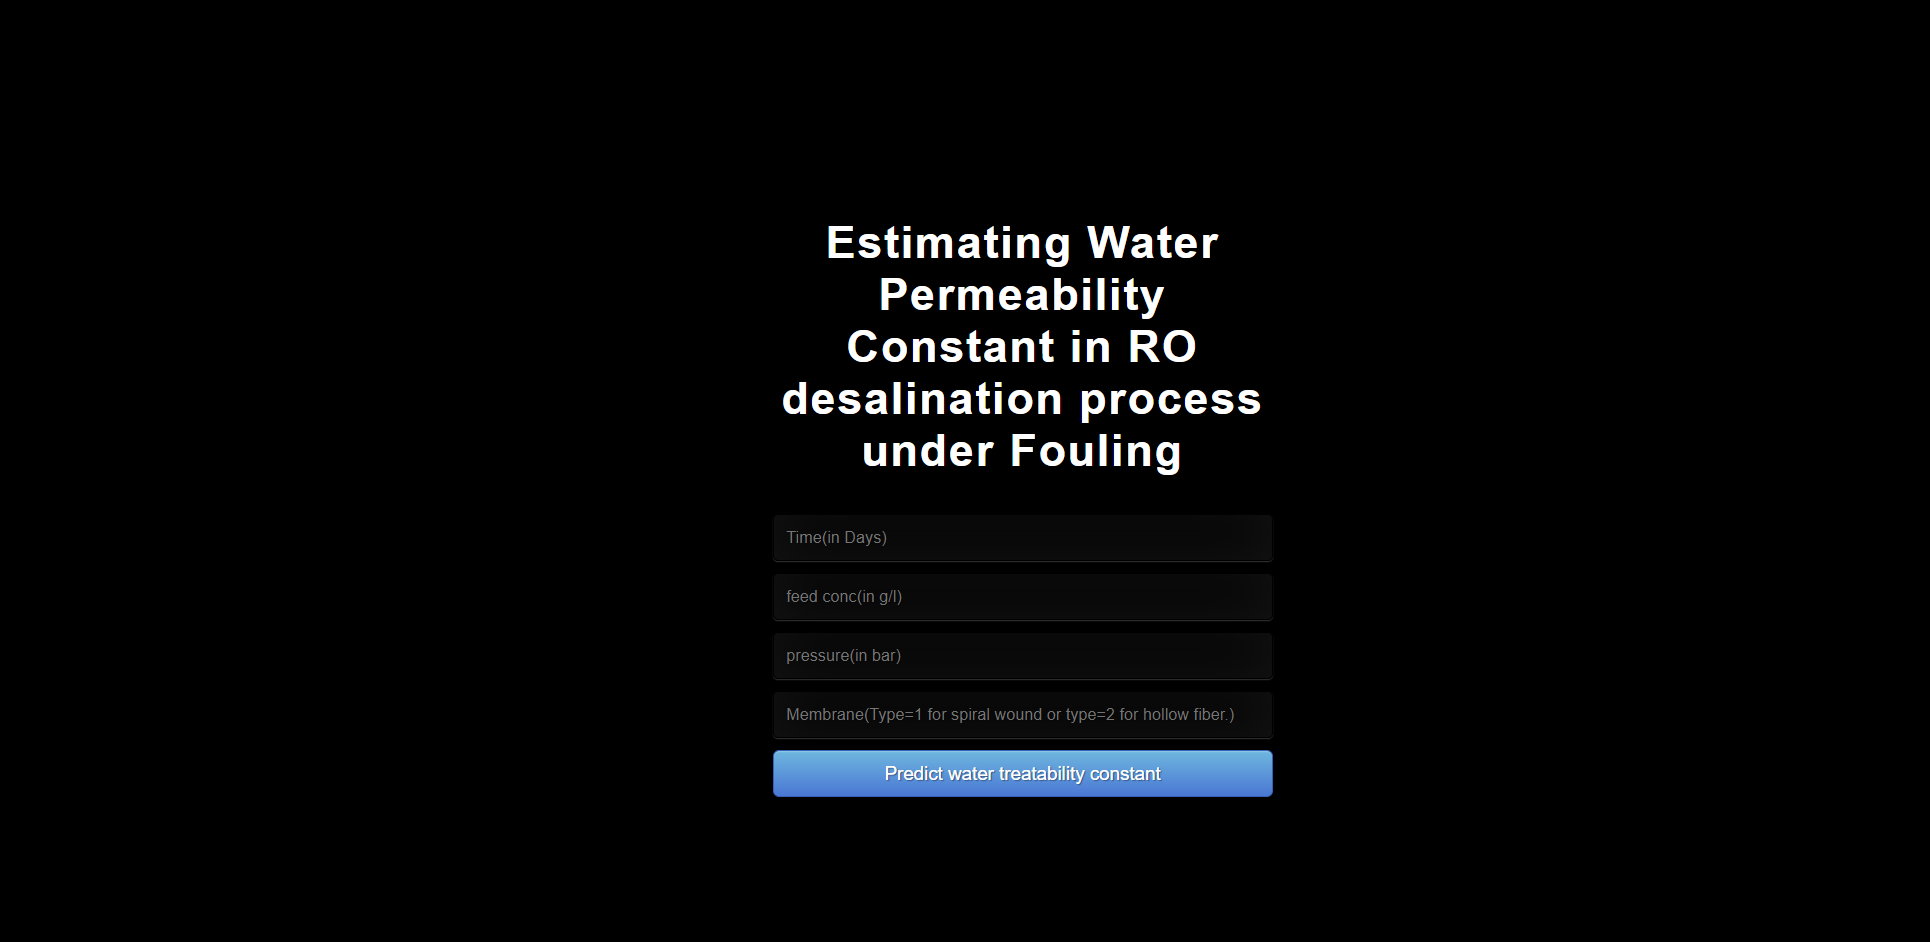 Estimating Water
Permeability
Constant in RO
desalination process
under Fouling
Time(in Days)
feed conc(in g/l)
pressure(in bar)
Membrane(Type=1 for spiral wound or type=2 for hollow fiber.)
Predict water treatability constant